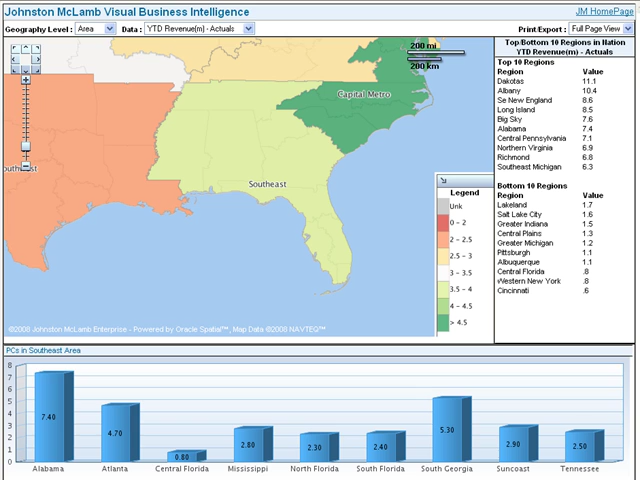 Johnston McLamb Visual Business Intelligence
JM HomePage
Geography Level : Area Data : YTD Revenue(m) - Actuals Print/Export : Full Page View
200 mi
200 km
Capital Metro
Southeast
©2008 Johnston McLamb Enterprise - Powered by Oracle Spatial™, Map Data ©2008 NAVTEQ™
Legend
Unk
0 - 2
2 - 2.5
2.5 - 3
3 - 3.5
3.5 - 4
4 - 4.5
> 4.5
Top/Bottom 10 Regions in Nation
YTD Revenue(m) - Actuals
Top 10 Regions
Region Value
Dakotas 11.1
Albany 10.4
Se New England 8.6
Long Island 8.5
Big Sky 7.6
Alabama 7.4
Central Pennsylvania 7.1
Northern Virginia 6.9
Richmond 6.8
Southeast Michigan 6.3
Bottom 10 Regions
Region Value
Lakeland 1.7
Salt Lake City 1.6
Greater Indiana 1.5
Central Plains 1.3
Greater Michigan 1.2
Pittsburgh 1.1
Albuquerque 1.1
Central Florida .8
Western New York .8
Cincinati .6
PCs in Southeast Area
8
7
6
5
4
3
2
1
0
7.40 4.70 0.80 2.80 2.30 2.40 5.30 2.90 2.50
Alabama Atlanta Central Florida Mississippi North Florida South Florida South Georgia Suncoast Tennessee